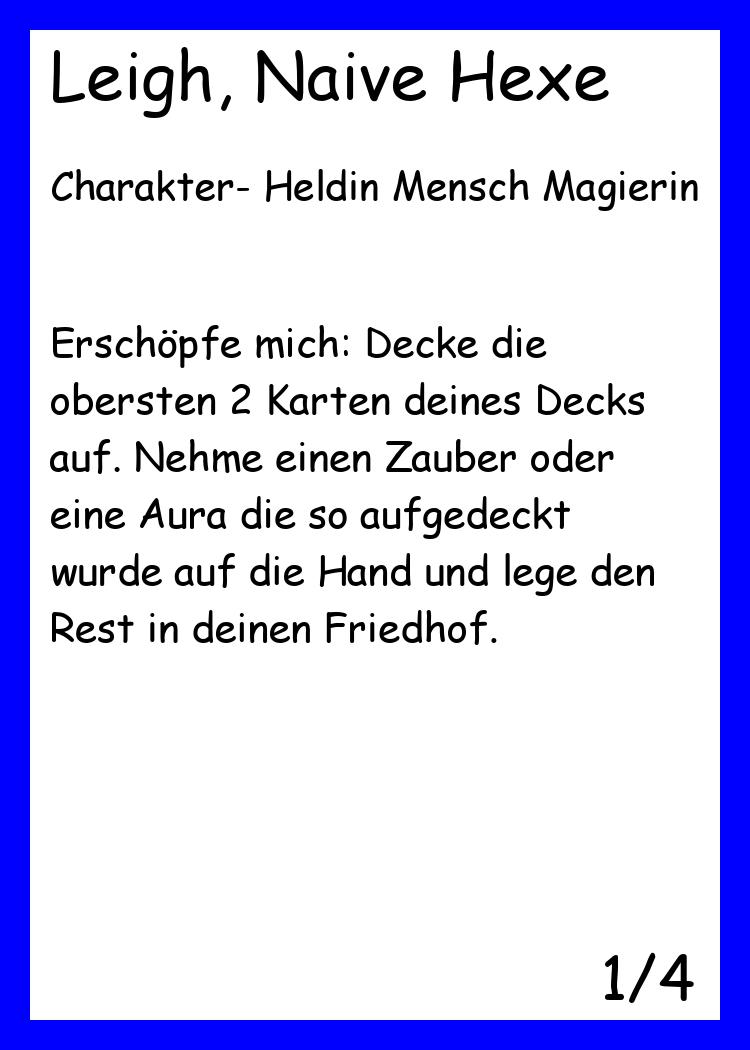 Leigh, Naive Hexe
Charakter- Heldin Mensch Magierin
Erschöpfe mich: Decke die
obersten 2 Karten deines Decks
auf. Nehme einen Zauber oder
eine Aura die so aufgedeckt
wurde auf die Hand und lege den
Rest in deinen Friedhof.
1/4